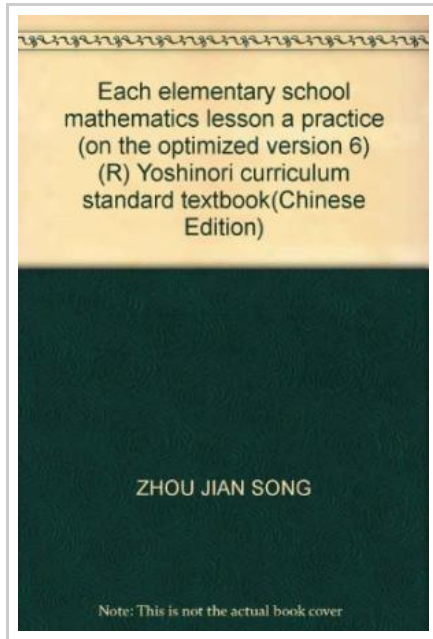 Each elementary school
mathematics lesson a practice
(on the optimized version 6)
(R) Yoshinori curriculum
standard textbook(Chinese
Edition)
ZHOU JIAN SONG
Note: This is not the actual book cover